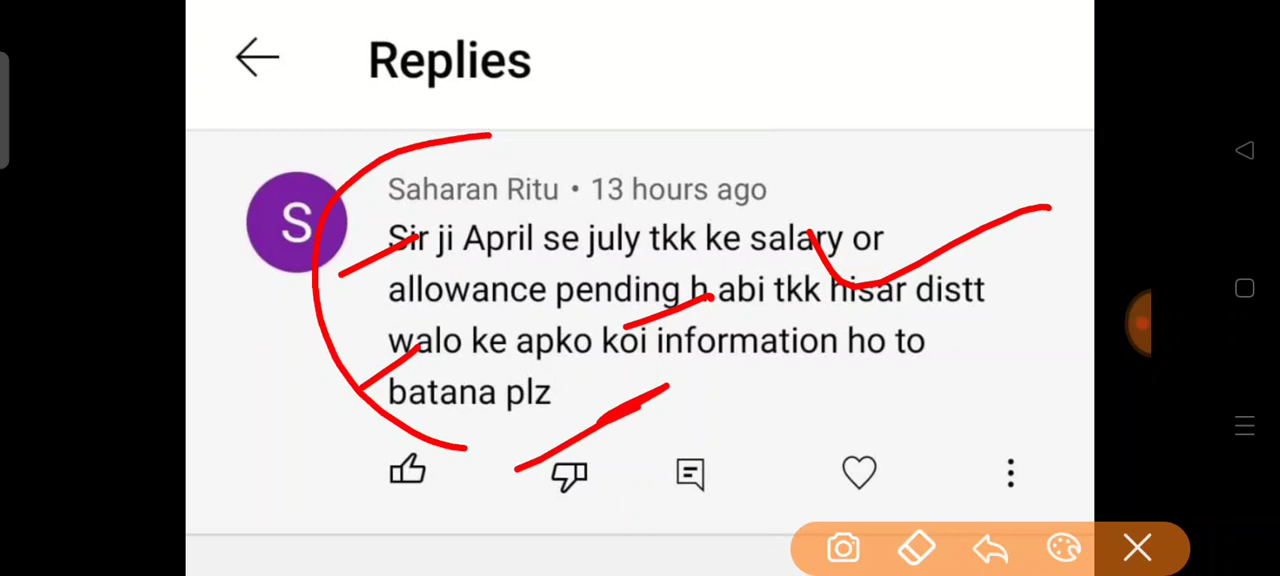 Replies
S
Saharan Ritu • 13 hours ago
Sir ji April se july tkk ke salary or
allowance pending h abi tkk hisar distt
walo ke apko koi information ho to
batana plz